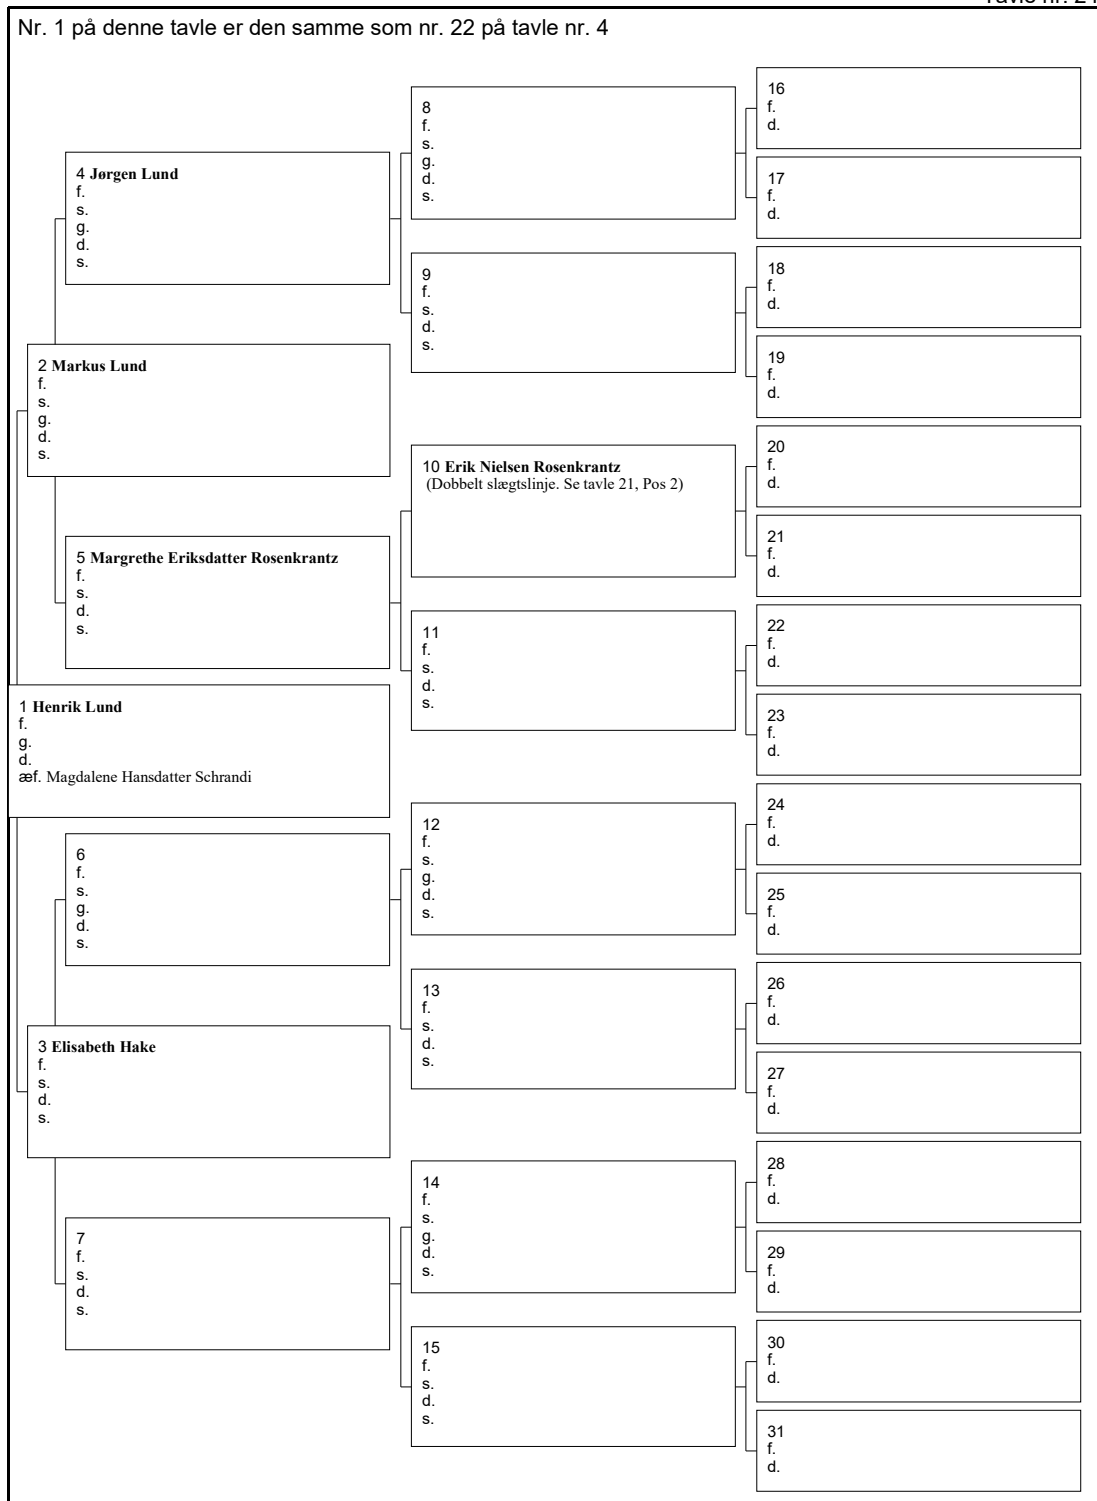 Nr. 1 på denne tavle er den samme som nr. 22 på tavle nr. 4
16
f.
d.
8
f.
s.
g.
d.
s.
17
f.
d.
4 Jørgen Lund
f.
s.
g.
d.
s.
18
f.
d.
9
f.
s.
d.
s.
19
f.
d.
2 Markus Lund
f.
s.
g.
d.
s.
20
f.
d.
10 Erik Nielsen Rosenkrantz
(Dobbelt slægtslinje. Se tavle 21, Pos 2)
21
f.
d.
5 Margrethe Eriksdatter Rosenkrantz
f.
s.
d.
s.
22
f.
d.
11
f.
s.
d.
s.
23
f.
d.
1 Henrik Lund
f.
g.
d.
æf. Magdalene Hansdatter Schrandi
24
f.
d.
12
f.
s.
g.
d.
s.
25
f.
d.
6
f.
s.
g.
d.
s.
26
f.
d.
13
f.
s.
d.
s.
27
f.
d.
3 Elisabeth Hake
f.
s.
d.
s.
28
f.
d.
14
f.
s.
g.
d.
s.
29
f.
d.
7
f.
s.
d.
s.
30
f.
d.
15
f.
s.
d.
s.
31
f.
d.